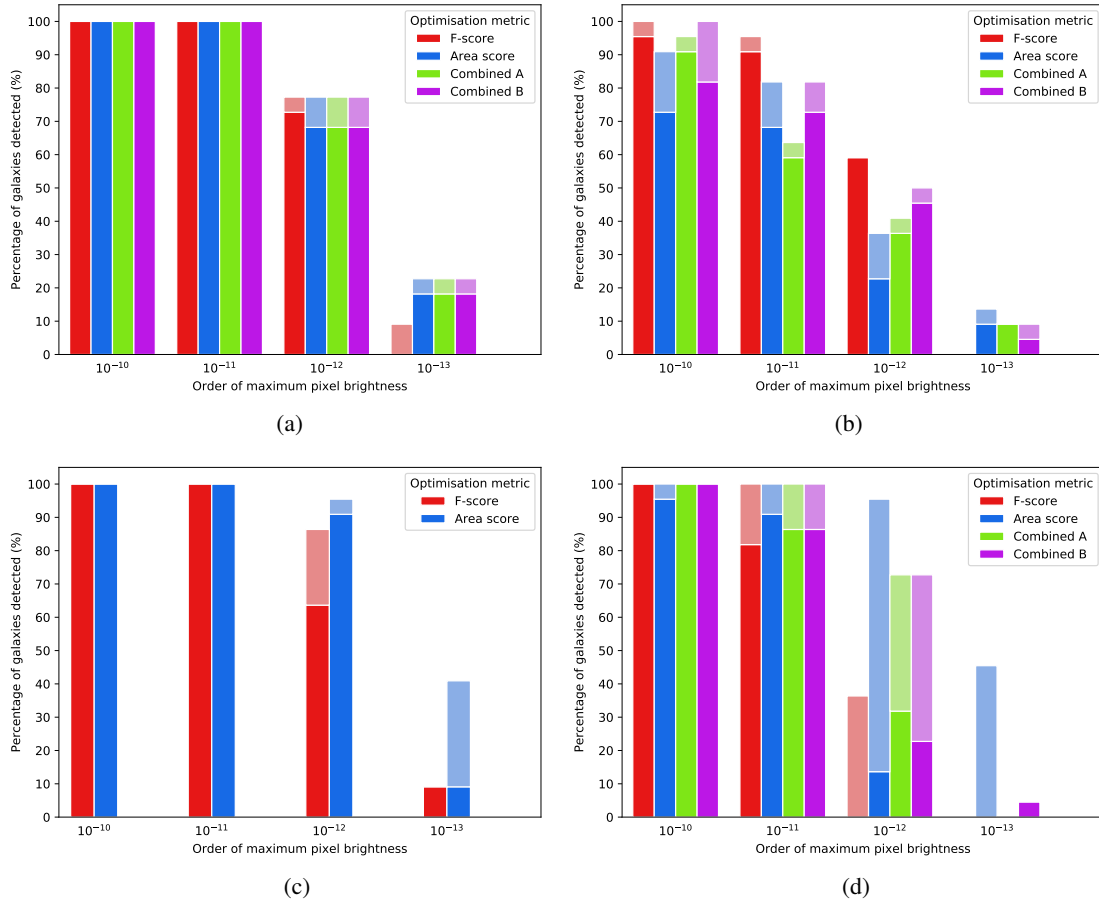 Percentage of galaxies detected (%)
100
90
80
70
60
50
40
30
20
10
0
Optimisation metric
F-score
Area score
Combined A
Combined B
10⁻¹⁰
10⁻¹¹
10⁻¹²
10⁻¹³
Order of maximum pixel brightness
(a)
Percentage of galaxies detected (%)
100
90
80
70
60
50
40
30
20
10
0
Optimisation metric
F-score
Area score
Combined A
Combined B
10⁻¹⁰
10⁻¹¹
10⁻¹²
10⁻¹³
Order of maximum pixel brightness
(b)
Percentage of galaxies detected (%)
100
90
80
70
60
50
40
30
20
10
0
Optimisation metric
F-score
Area score
10⁻¹⁰
10⁻¹¹
10⁻¹²
10⁻¹³
Order of maximum pixel brightness
(c)
Percentage of galaxies detected (%)
100
90
80
70
60
50
40
30
20
10
0
Optimisation metric
F-score
Area score
Combined A
Combined B
10⁻¹⁰
10⁻¹¹
10⁻¹²
10⁻¹³
Order of maximum pixel brightness
(d)